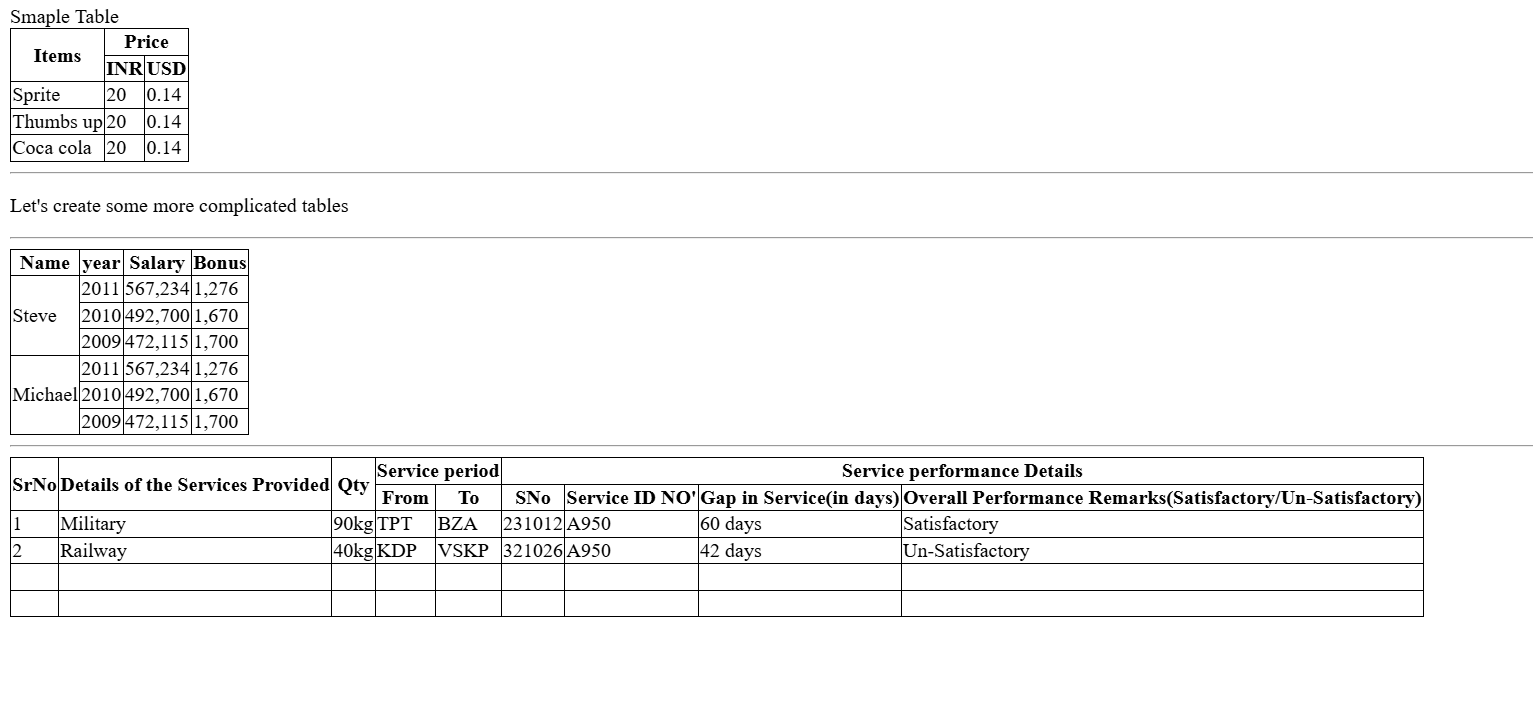 Smaple Table
Items Price
INR USD
Sprite 20 0.14
Thumbs up 20 0.14
Coca cola 20 0.14
Let's create some more complicated tables
Name year Salary Bonus
Steve 2011 567,234 1,276
2010 492,700 1,670
2009 472,115 1,700
Michael 2011 567,234 1,276
2010 492,700 1,670
2009 472,115 1,700
SrNo Details of the Services Provided Qty Service period Service performance Details
From To SNo Service ID NO' Gap in Service(in days) Overall Performance Remarks(Satisfactory/Un-Satisfactory)
1 Military 90kg TPT BZA 231012 A950 60 days Satisfactory
2 Railway 40kg KDP VSKP 321026 A950 42 days Un-Satisfactory